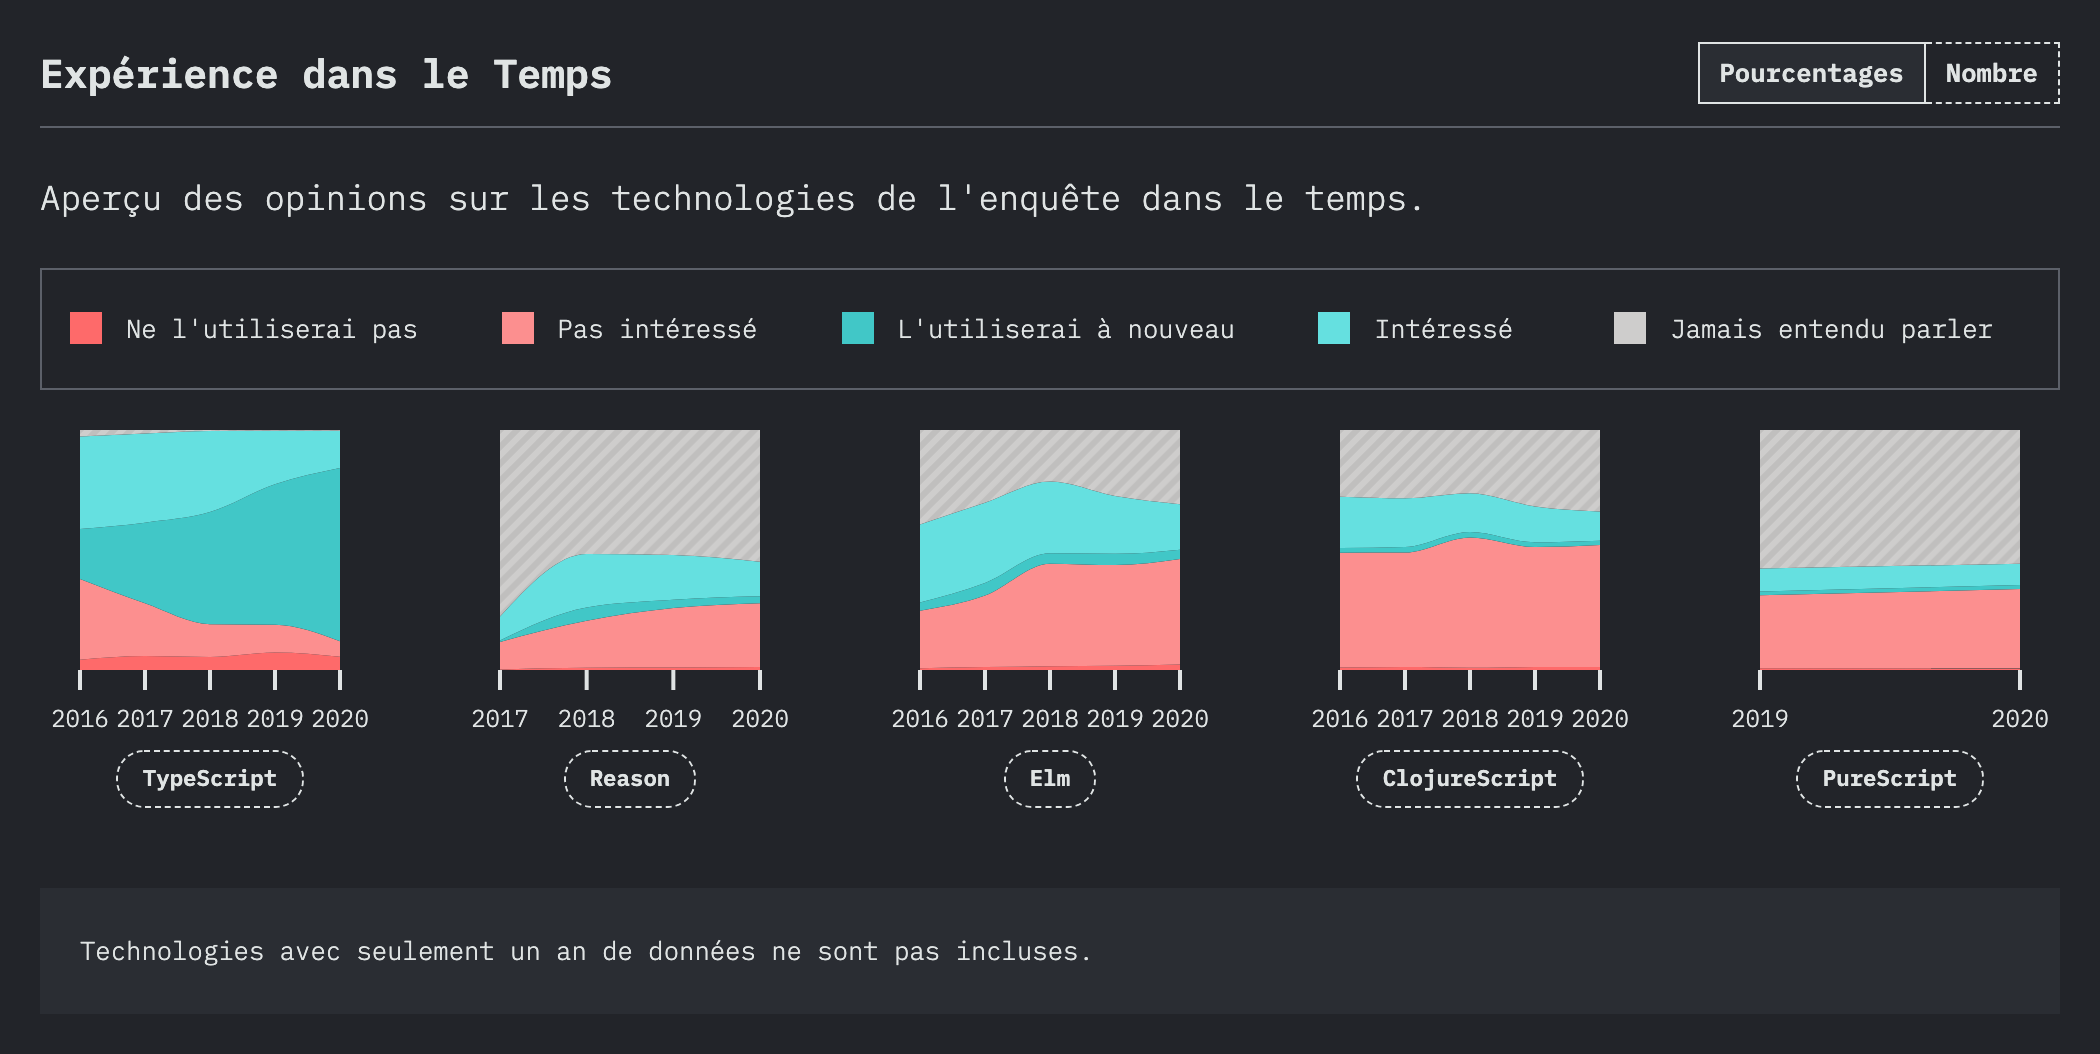 Expérience dans le Temps
Pourcentages Nombre
Aperçu des opinions sur les technologies de l'enquête dans le temps.
Ne l'utiliserai pas Pas intéressé L'utiliserai à nouveau Intéressé Jamais entendu parler
2016 2017 2018 2019 2020
TypeScript
2017 2018 2019 2020
Reason
2016 2017 2018 2019 2020
Elm
2016 2017 2018 2019 2020
ClojureScript
2019 2020
PureScript
Technologies avec seulement un an de données ne sont pas incluses.